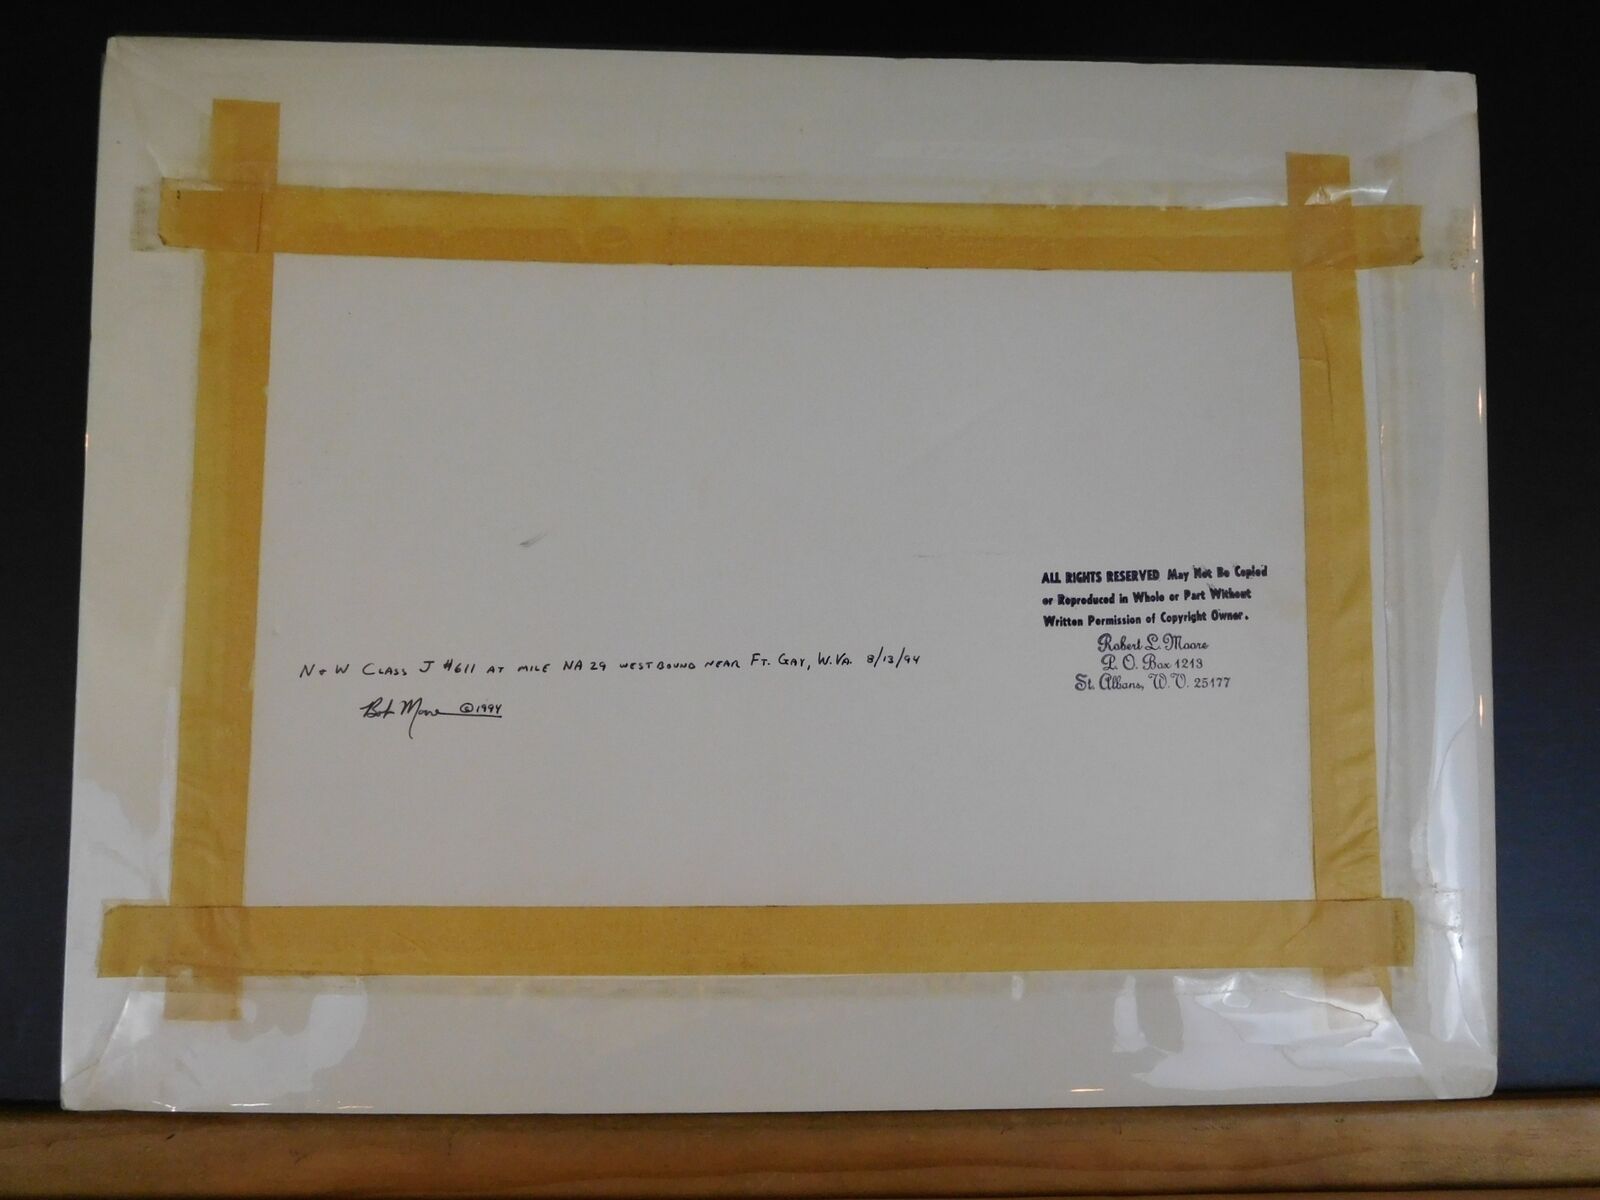 N & W CLASS J #611 AT MILE NA 29 WESTBOUND NEAR FT. GAY, W.VA. 8/13/94
Bob Moore ©1994
ALL RIGHTS RESERVED May Not Be Copied
or Reproduced in Whole or Part Without
Written Permission of Copyright Owner.
Robert L. Moore
P. O. Box 1213
St. Albans, W. V. 25177